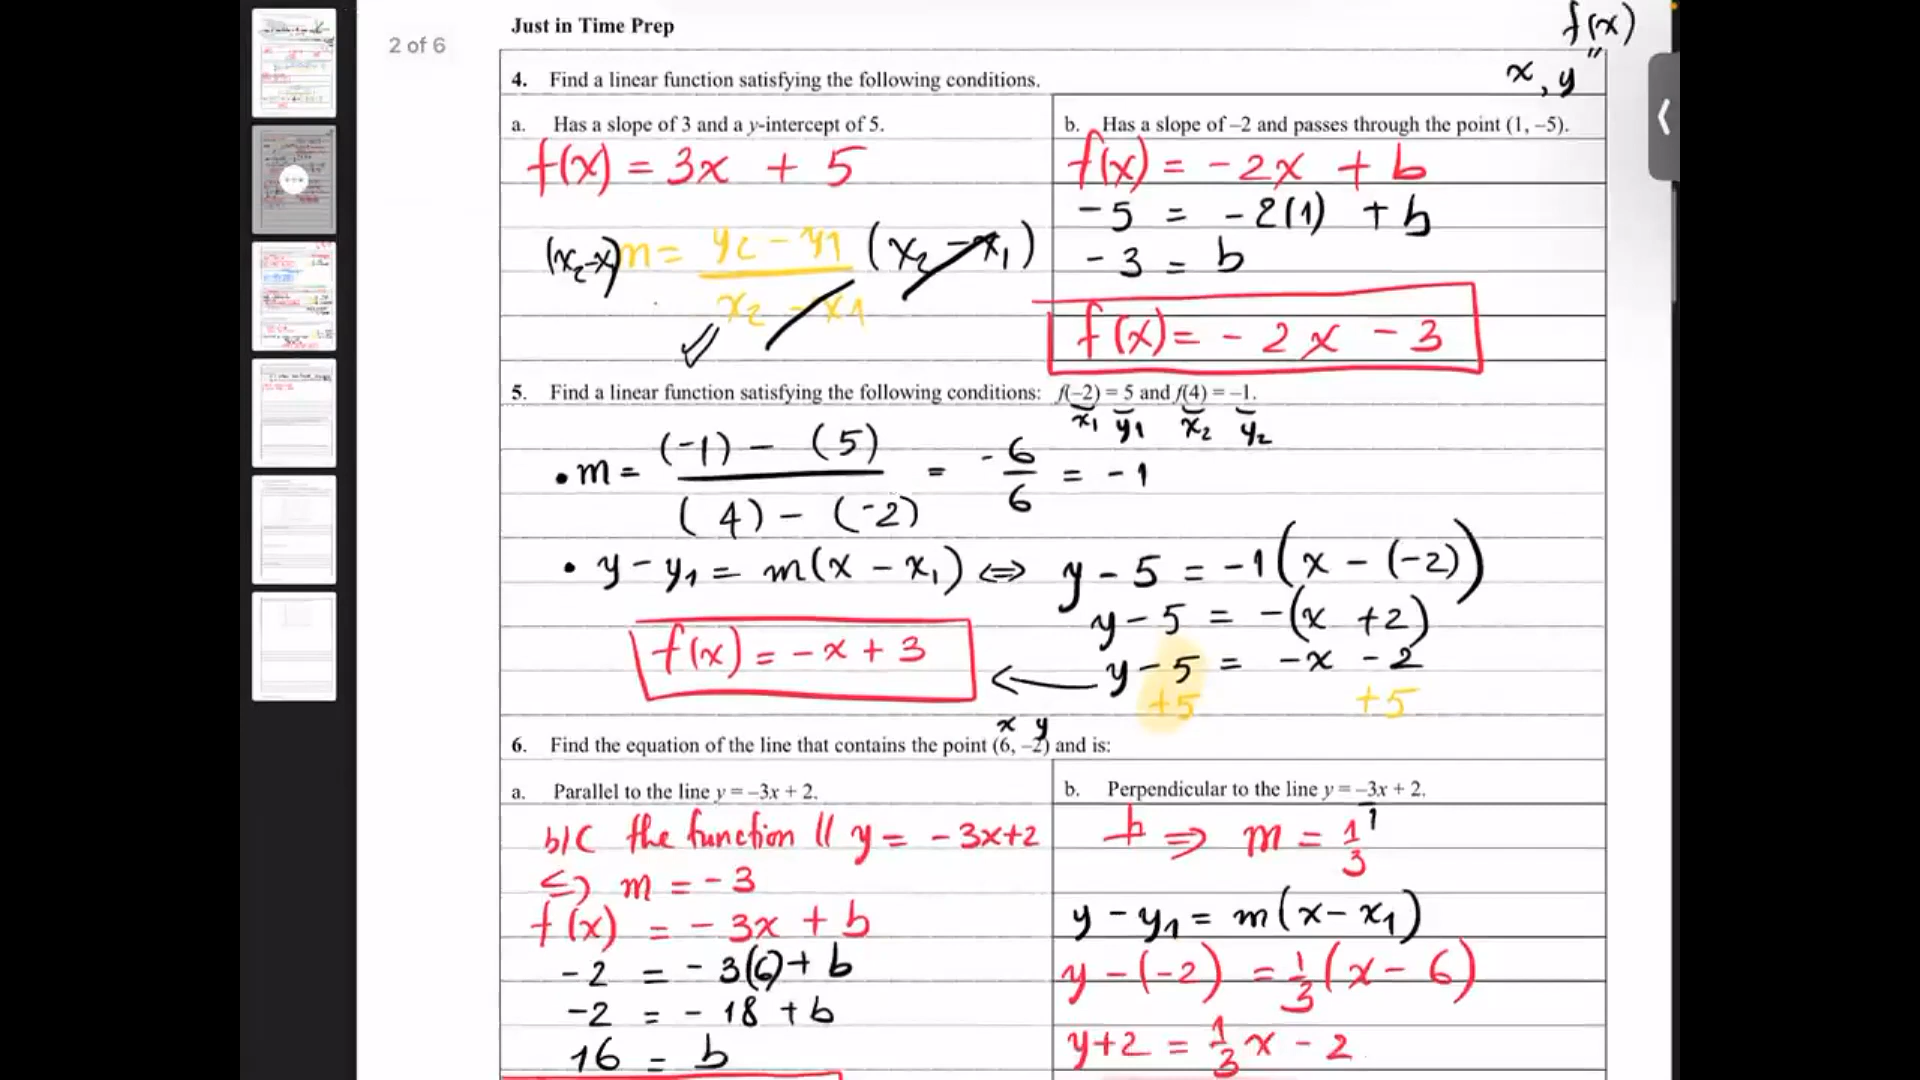 2 of 6
Just in Time Prep
f(x)
"
x, y
4. Find a linear function satisfying the following conditions.
a. Has a slope of 3 and a y-intercept of 5.
f(x) = 3x + 5
(x₂-x) m = y₂ - y1 / x₂ - x1 (x₂ - x₁)
b. Has a slope of –2 and passes through the point (1, –5).
f(x) = - 2x + b
- 5 = - 2(1) + b
- 3 = b
f(x) = - 2x - 3
5. Find a linear function satisfying the following conditions: f(–2) = 5 and f(4) = –1.
x₁ y₁ x₂ y₂
• m = (-1) - (5) / (4) - (-2) = -6/6 = -1
• y - y₁ = m(x - x₁) ⇔ y - 5 = -1(x - (-2))
y - 5 = -(x + 2)
y - 5 = -x - 2
+5 +5
f(x) = - x + 3
x y
6. Find the equation of the line that contains the point (6, –2) and is:
a. Parallel to the line y = –3x + 2.
b/c the function // y = - 3x+2
⇔ m = - 3
f(x) = - 3x + b
-2 = - 3(6) + b
-2 = - 18 + b
16 = b
b. Perpendicular to the line y = –3x + 2.
1
⇒ m = 1/3
y - y₁ = m(x - x₁)
y - (-2) = 1/3 (x - 6)
y+2 = 1/3 x - 2